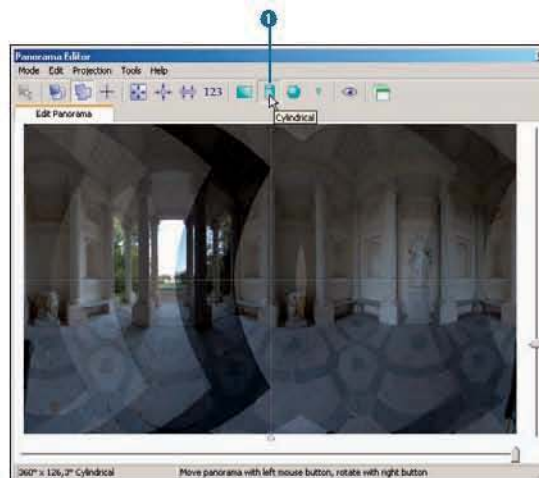 1
Panorama Editor
Mode Edit Projection Tools Help
123
Cylindrical
Edit Panorama
360° x 126,3° Cylindrical Move panorama with left mouse button, rotate with right button